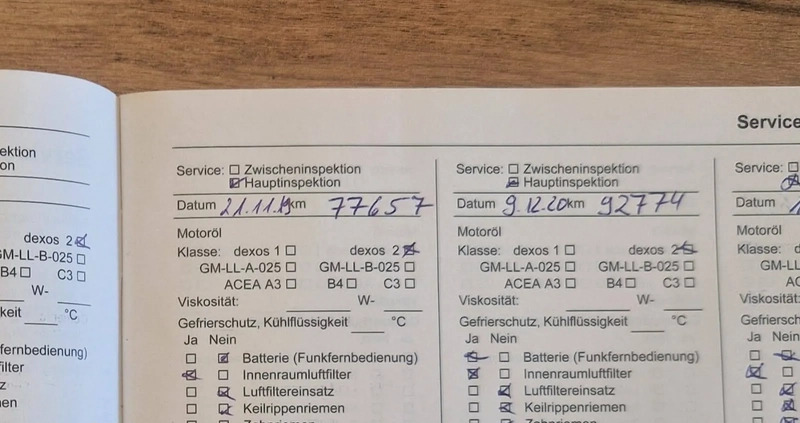 Service
ektion
on
dexos 2 ☒
GM-LL-B-025 ☐
B4 ☐ C3 ☐
W-
keit °C
fernbedienung)
filter
z
en
Service: ☐ Zwischeninspektion
☒ Hauptinspektion
Datum 21.11.19 km 77657
Motoröl
Klasse: dexos 1 ☐ dexos 2 ☒
GM-LL-A-025 ☐ GM-LL-B-025 ☐
ACEA A3 ☐ B4 ☐ C3 ☐
Viskosität: W-
Gefrierschutz, Kühlflüssigkeit °C
Ja Nein
☐ ☒ Batterie (Funkfernbedienung)
☒ ☐ Innenraumluftfilter
☐ ☒ Luftfiltereinsatz
☐ ☒ Keilrippenriemen
Service: ☐ Zwischeninspektion
☒ Hauptinspektion
Datum 9.12.20 km 92774
Motoröl
Klasse: dexos 1 ☐ dexos 2 ☒
GM-LL-A-025 ☐ GM-LL-B-025 ☐
ACEA A3 ☐ B4 ☐ C3 ☐
Viskosität: W-
Gefrierschutz, Kühlflüssigkeit °C
Ja Nein
☒ ☐ Batterie (Funkfernbedienung)
☒ ☐ Innenraumluftfilter
☐ ☒ Luftfiltereinsatz
☐ ☒ Keilrippenriemen
Service: ☐
Datum
Motoröl
Klasse: d
GM-LL
AC
Viskosität:
Gefriersch
Ja Nein